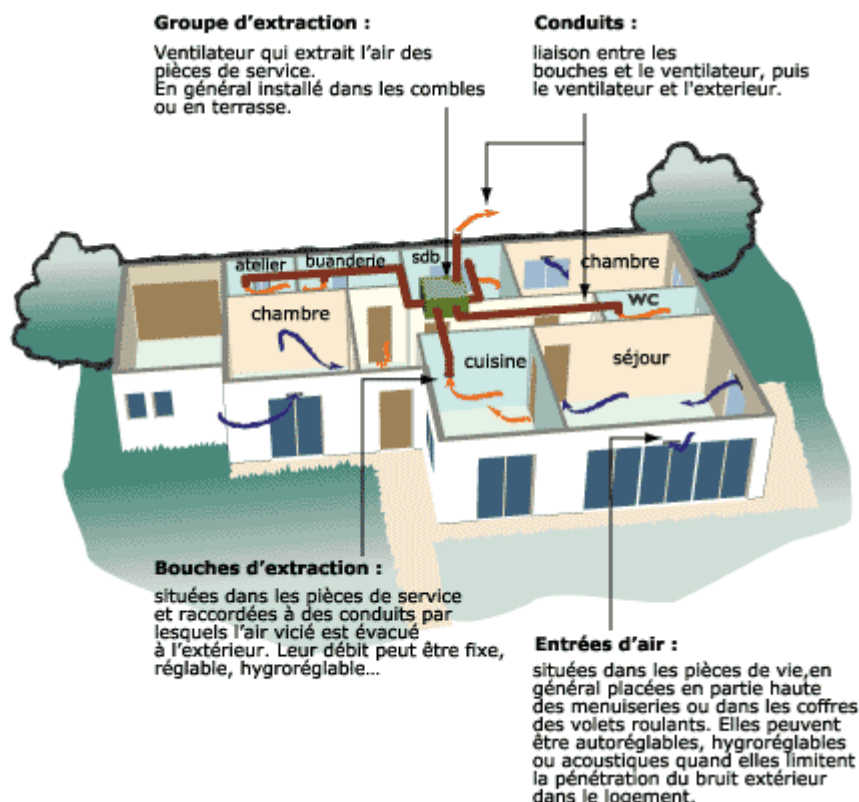 Groupe d'extraction :
Ventilateur qui extrait l'air des
pièces de service.
En général installé dans les combles
ou en terrasse.
Conduits :
liaison entre les
bouches et le ventilateur, puis
le ventilateur et l'exterieur.
atelier
buanderie
sdb
chambre
chambre
WC
cuisine
séjour
Bouches d'extraction :
situées dans les pièces de service
et raccordées à des conduits par
lesquels l'air vicié est évacué
à l'extérieur. Leur débit peut être fixe,
réglable, hygroréglable...
Entrées d'air :
situées dans les pièces de vie,en
général placées en partie haute
des menuiseries ou dans les coffres
des volets roulants. Elles peuvent
être autoréglables, hygroréglables
ou acoustiques quand elles limitent
la pénétration du bruit extérieur
dans le logement.